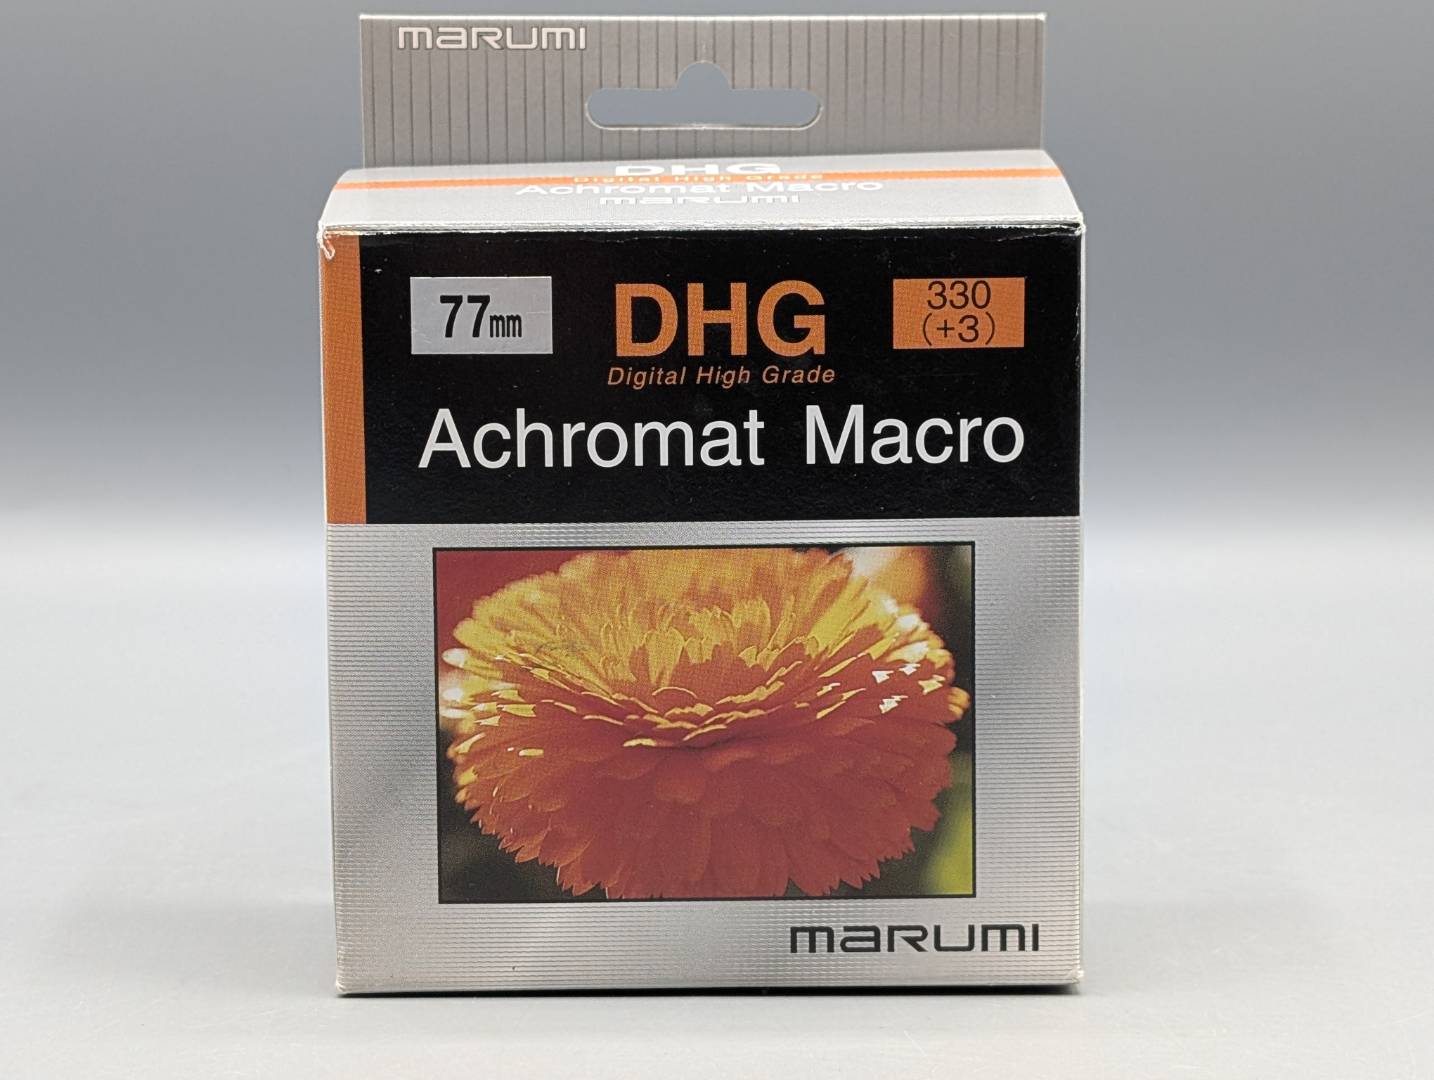 marumi
DHG
Digital High Grade
Achromat Macro
marumi
77mm
DHG
Digital High Grade
330
(+3)
Achromat Macro
marumi